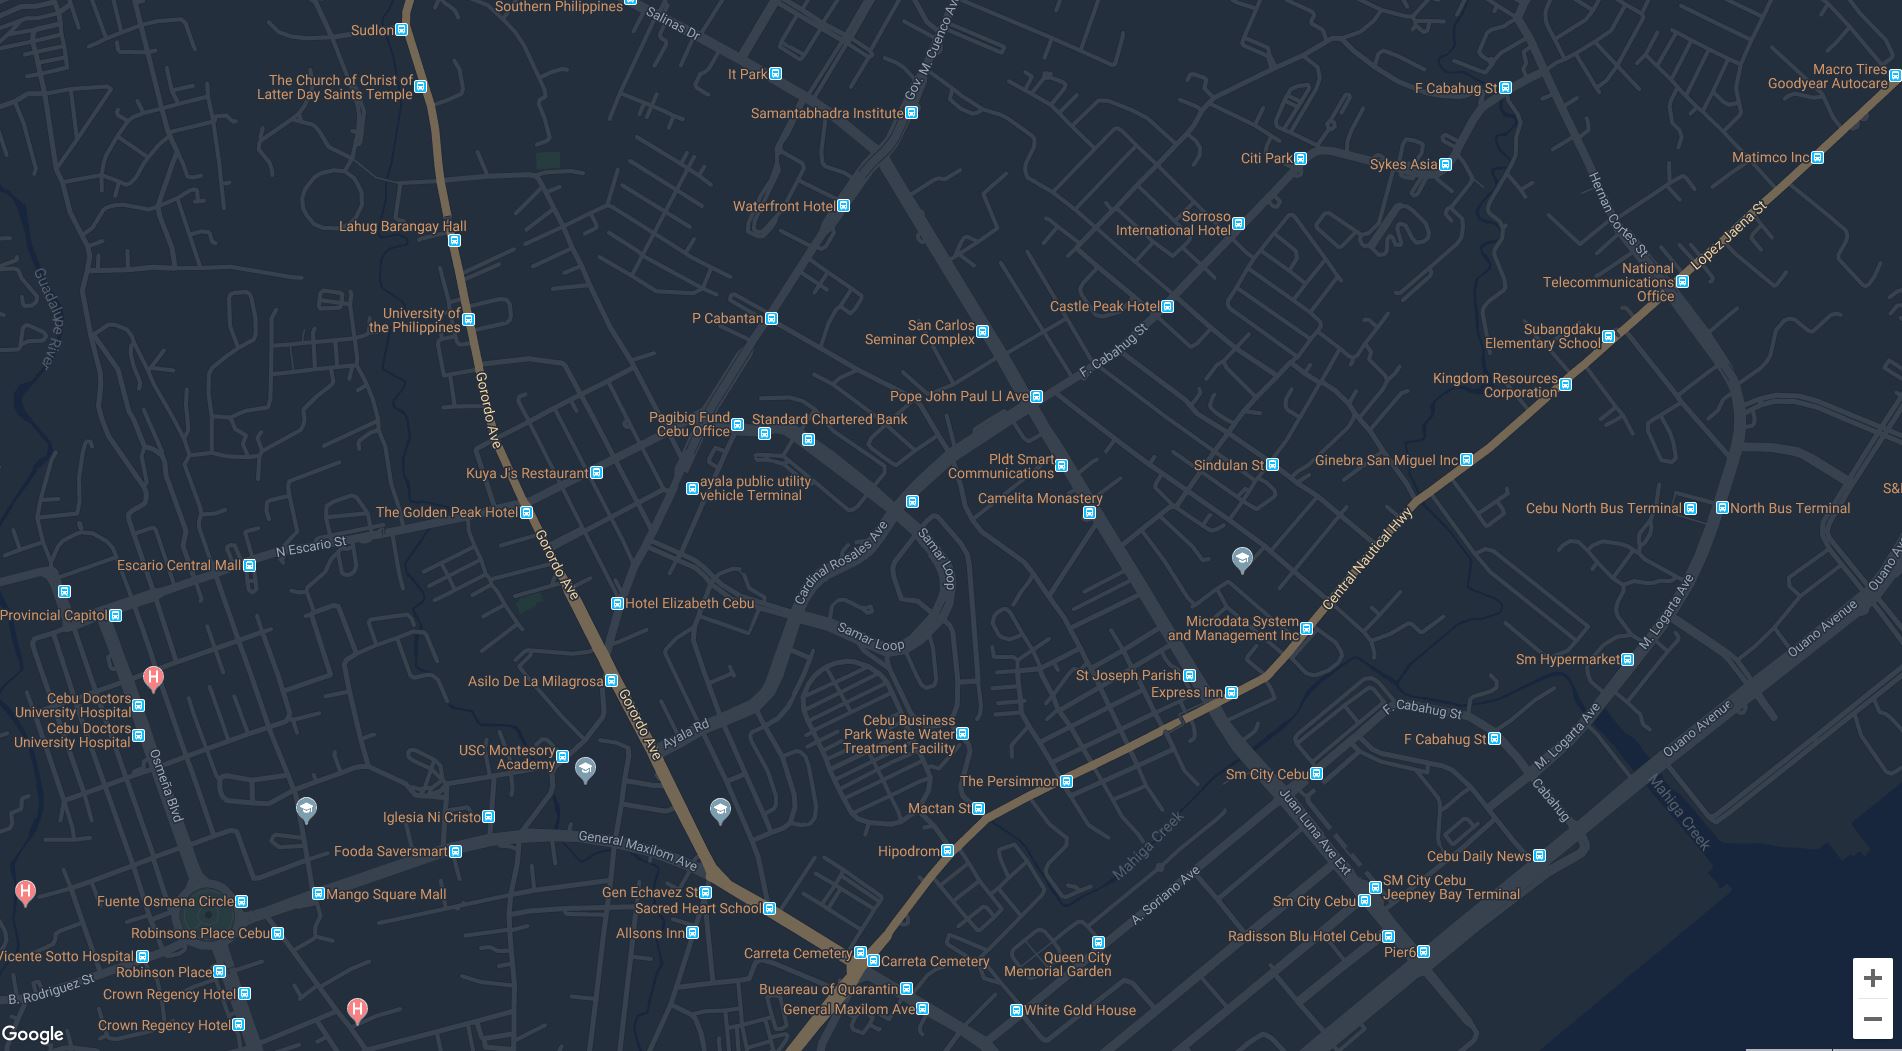 Southern Philippines
Salinas Dr
Gov. M. Cuenco Av
Sudlon
It Park
The Church of Christ of
Latter Day Saints Temple
Samantabhadra Institute
F Cabahug St
Macro Tires
Goodyear Autocare
Citi Park
Sykes Asia
Matimco Inc
Waterfront Hotel
Hernan Cortes St
Lopez Jaena St
Lahug Barangay Hall
Sorroso
International Hotel
National
Telecommunications
Office
Guadalupe River
University of
the Philippines
P Cabantan
San Carlos
Seminar Complex
Castle Peak Hotel
F. Cabahug St
Subangdaku
Elementary School
Kingdom Resources
Corporation
Gorordo Ave
Pope John Paul Ll Ave
Pagibig Fund
Cebu Office
Standard Chartered Bank
Kuya J's Restaurant
ayala public utility
vehicle Terminal
Pldt Smart
Communications
Sindulan St
Ginebra San Miguel Inc
Camelita Monastery
Cebu North Bus Terminal
North Bus Terminal
S&
The Golden Peak Hotel
N Escario St
Gorordo Ave
Cardinal Rosales Ave
Samar Loop
Central Nautical Hwy
Ouano Av
Escario Central Mall
Provincial Capitol
Hotel Elizabeth Cebu
Samar Loop
Microdata System
and Management Inc
M. Logarta Ave
Ouano Avenue
Sm Hypermarket
H
Asilo De La Milagrosa
St Joseph Parish
Express Inn
Cebu Doctors
University Hospital
Cebu Doctors
University Hospital
Gorordo Ave
Ayala Rd
Cebu Business
Park Waste Water
Treatment Facility
F. Cabahug St
F Cabahug St
M. Logarta Ave
Ouano Avenue
Osmeña Blvd
USC Montesory
Academy
The Persimmon
Sm City Cebu
Cabahug
Mahiga Creek
Mactan St
Iglesia Ni Cristo
General Maxilom Ave
Fooda Saversmart
Hipodrom
Mahiga Creek
Juan Luna Ave Ext
Cebu Daily News
H
Mango Square Mall
Fuente Osmena Circle
Gen Echavez St
Sacred Heart School
A. Soriano Ave
SM City Cebu
Jeepney Bay Terminal
Sm City Cebu
Robinsons Place Cebu
Allsons Inn
Radisson Blu Hotel Cebu
Pier6
Vicente Sotto Hospital
Robinson Place
Carreta Cemetery
Carreta Cemetery
Queen City
Memorial Garden
B. Rodriguez St
Crown Regency Hotel
H
Bueareau of Quarantin
General Maxilom Ave
White Gold House
Crown Regency Hotel
Google
+
−